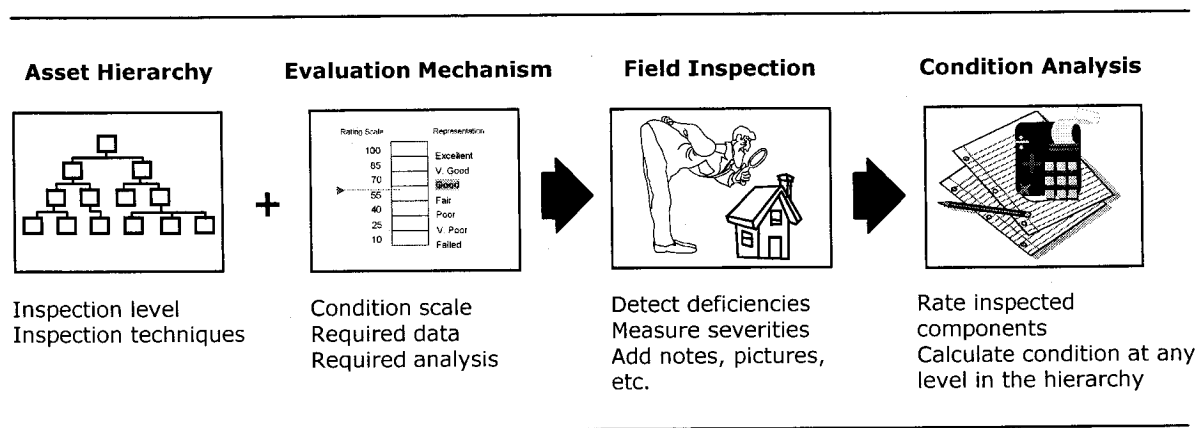 Asset Hierarchy
Evaluation Mechanism
Field Inspection
Condition Analysis
Rating Scale
Representation
100
85
70
55
40
25
10
Excellent
V. Good
Good
Fair
Poor
V. Poor
Failed
+
Inspection level
Inspection techniques
Condition scale
Required data
Required analysis
Detect deficiencies
Measure severities
Add notes, pictures,
etc.
Rate inspected
components
Calculate condition at any
level in the hierarchy